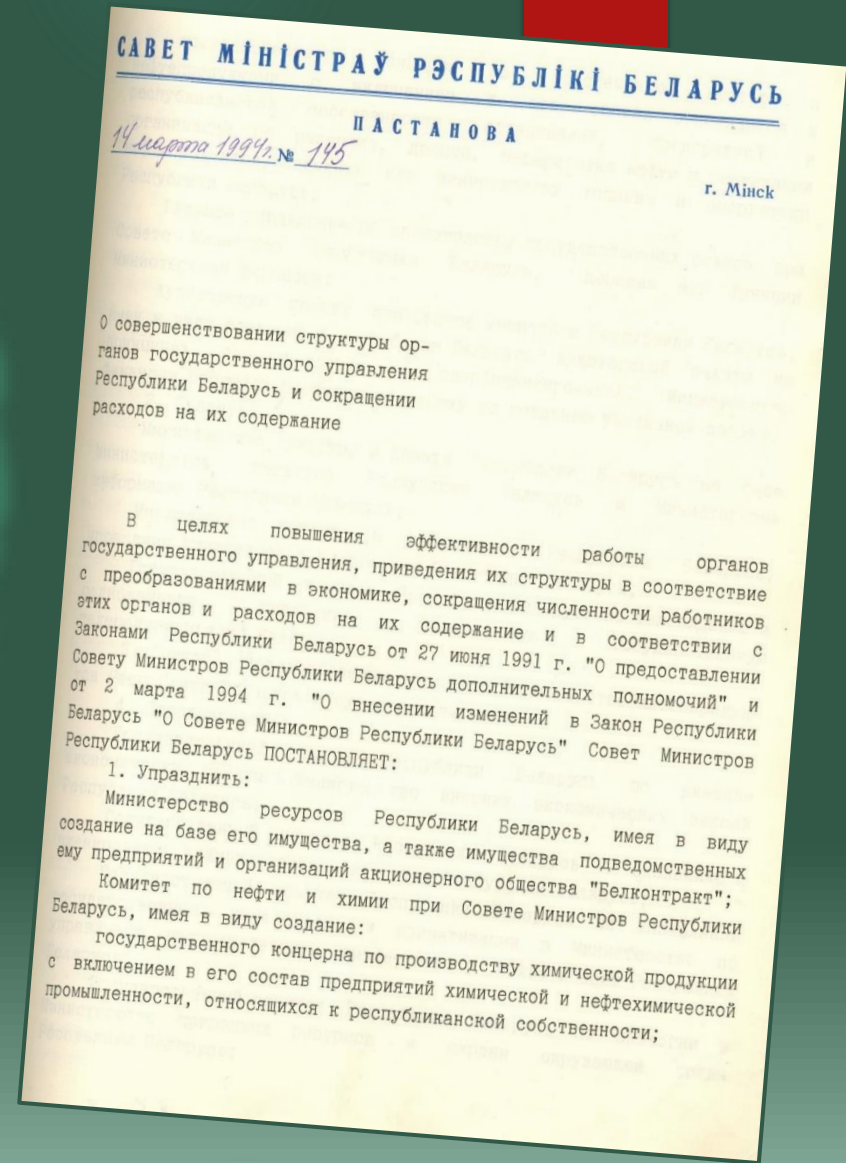 САВЕТ МІНІСТРАЎ РЭСПУБЛІКІ БЕЛАРУСЬ
ПАСТАНОВА
14 марта 1994г. № 145
г. Мінск
О совершенствовании структуры ор-
ганов государственного управления
Республики Беларусь и сокращении
расходов на их содержание
В целях повышения эффективности работы органов
государственного управления, приведения их структуры в соответствие
с преобразованиями в экономике, сокращения численности работников
этих органов и расходов на их содержание и в соответствии с
Законами Республики Беларусь от 27 июня 1991 г. "О предоставлении
Совету Министров Республики Беларусь дополнительных полномочий" и
от 2 марта 1994 г. "О внесении изменений в Закон Республики
Беларусь "О Совете Министров Республики Беларусь" Совет Министров
Республики Беларусь ПОСТАНОВЛЯЕТ:
1. Упразднить:
Министерство ресурсов Республики Беларусь, имея в виду
создание на базе его имущества, а также имущества подведомственных
ему предприятий и организаций акционерного общества "Белконтракт";
Комитет по нефти и химии при Совете Министров Республики
Беларусь, имея в виду создание:
государственного концерна по производству химической продукции
с включением в его состав предприятий химической и нефтехимической
промышленности, относящихся к республиканской собственности;